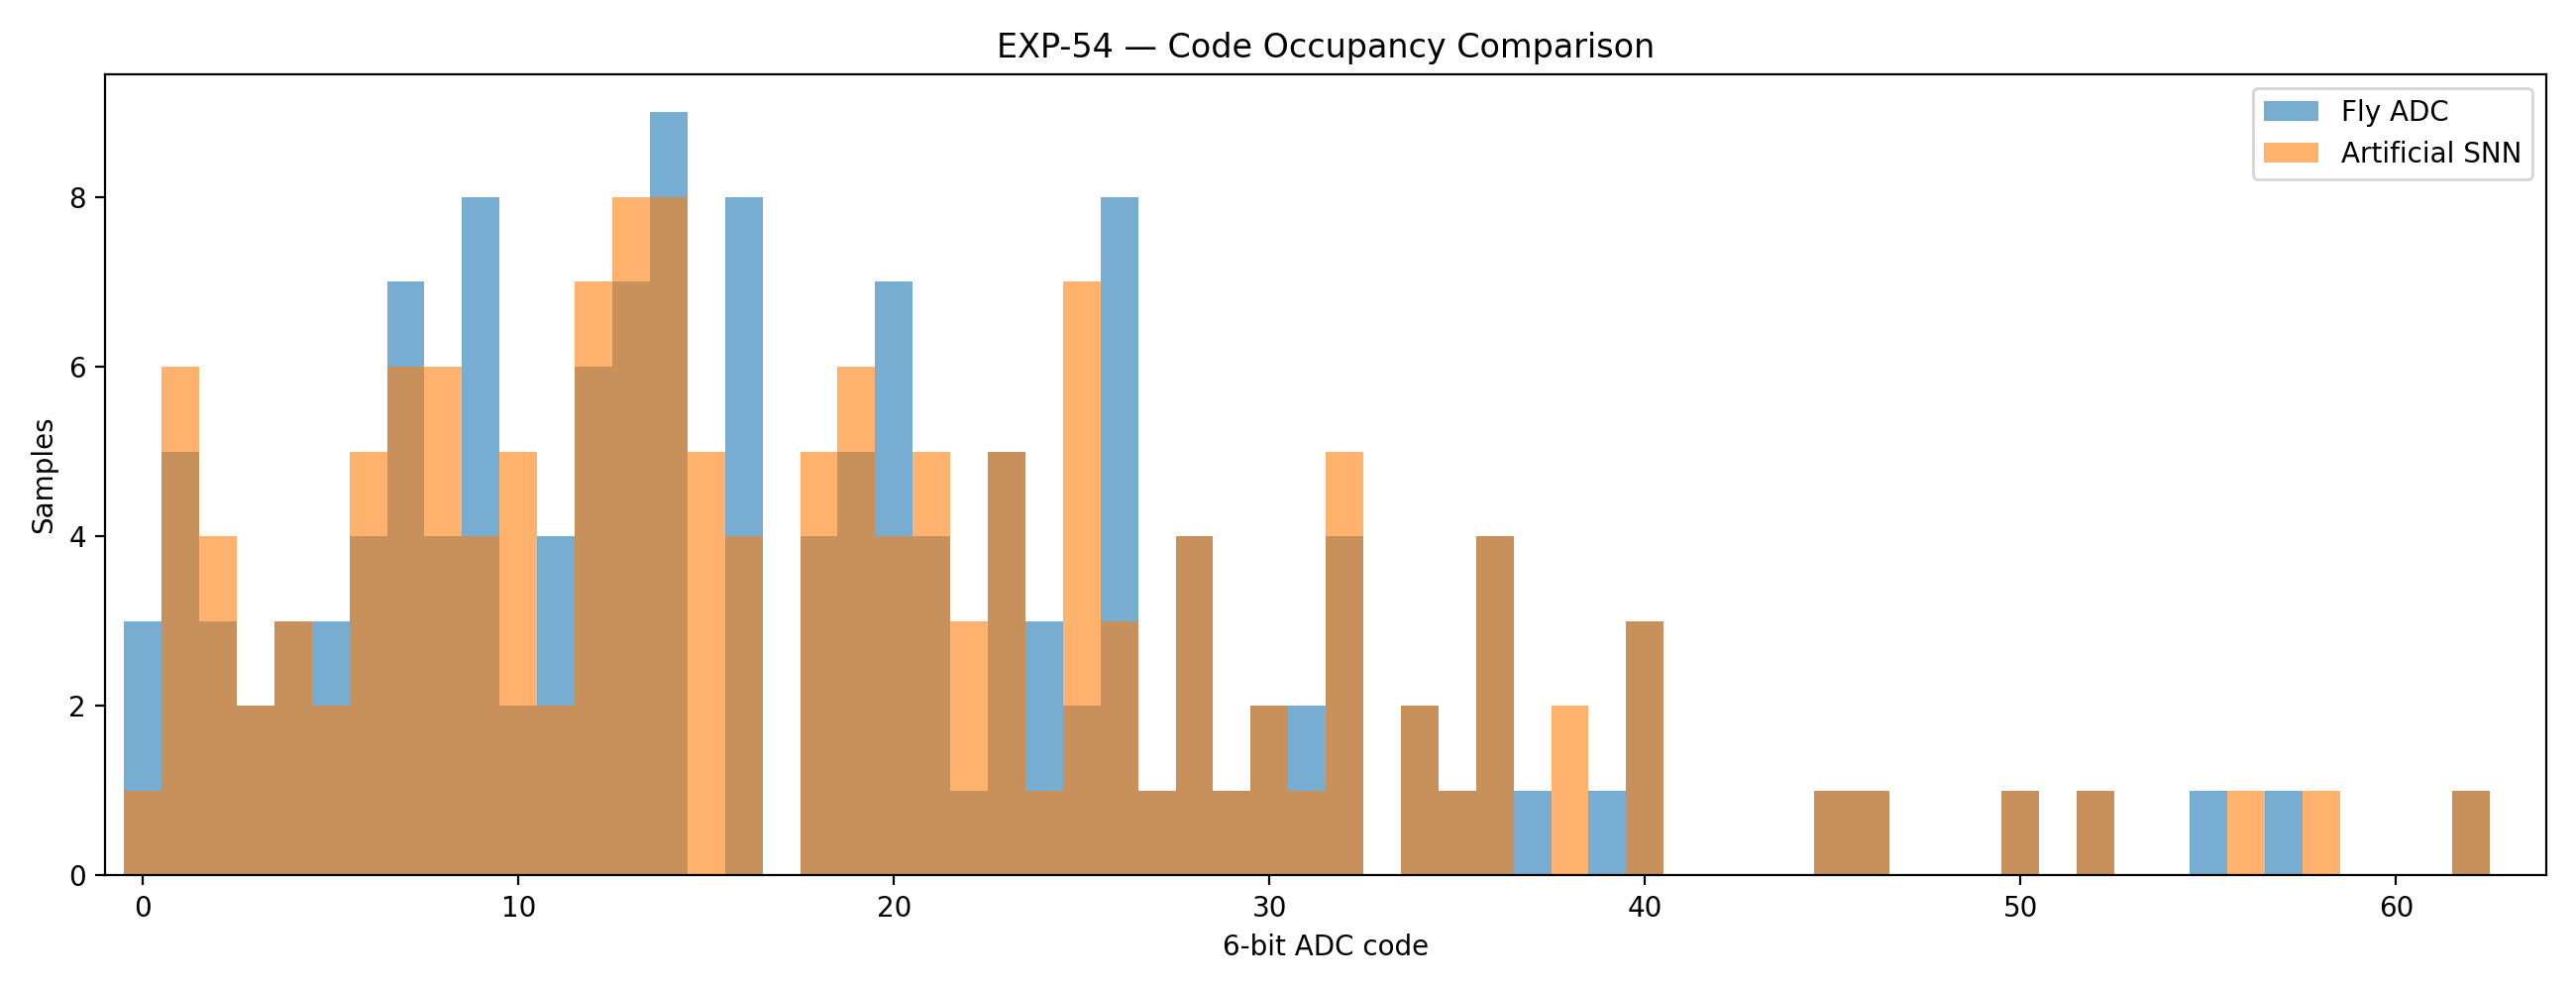 EXP-54 — Code Occupancy Comparison
Fly ADC
Artificial SNN
Samples
8
6
4
2
0
0 10 20 30 40 50 60
6-bit ADC code